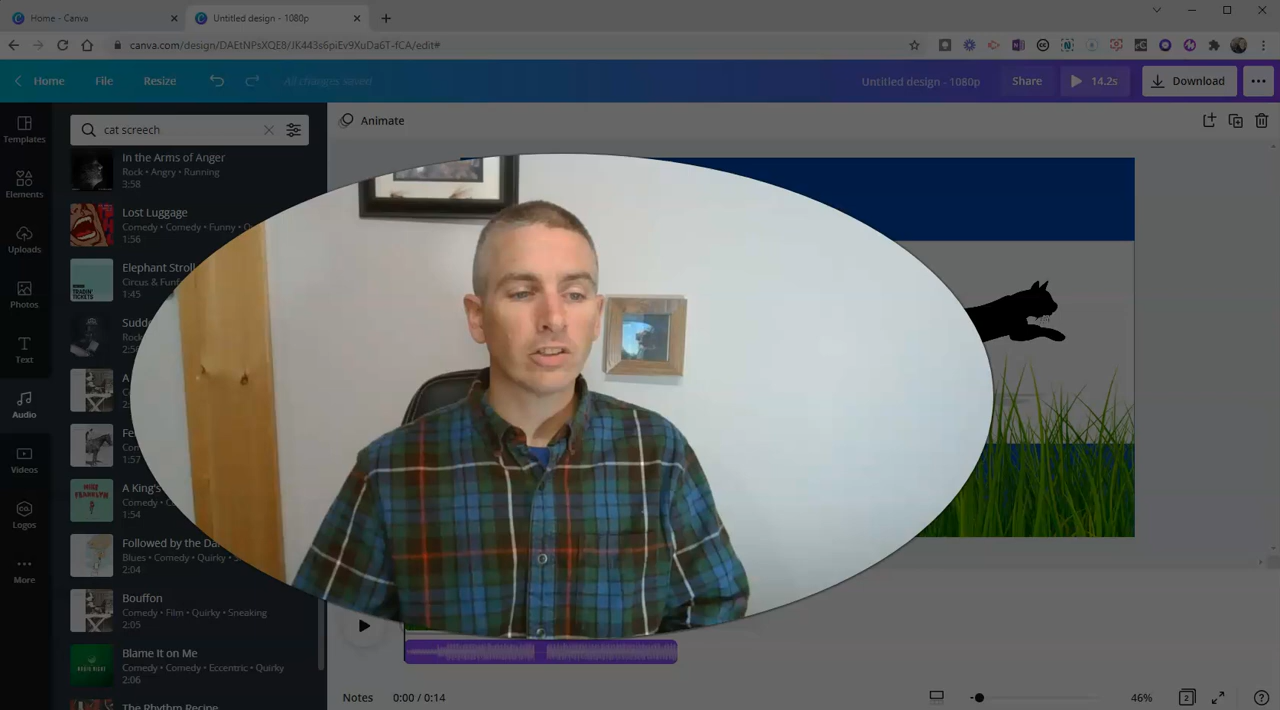 Home - Canva
Untitled design - 1080p
canva.com/design/DAEtNPsXQE8/JK443s6piEv9XuDa6T-fCA/edit#
Home
File
Resize
All changes saved
Untitled design - 1080p
Share
14.2s
Download
Templates
Elements
Uploads
Photos
Text
Audio
Videos
Logos
More
cat screech
Animate
In the Arms of Anger
Rock • Angry • Running
3:58
Lost Luggage
Comedy • Comedy • Funny •
1:56
Elephant Stroll
Circus & Funf
1:45
Sudd
Rock
Com
1:57
A King's
Comedy •
1:54
Followed by the Da
Blues • Comedy • Quirky
2:04
Bouffon
Comedy • Film • Quirky • Sneaking
2:05
Blame It on Me
Comedy • Comedy • Eccentric • Quirky
2:06
The Rhythm Recipe
Notes
0:00 / 0:14
46%
2